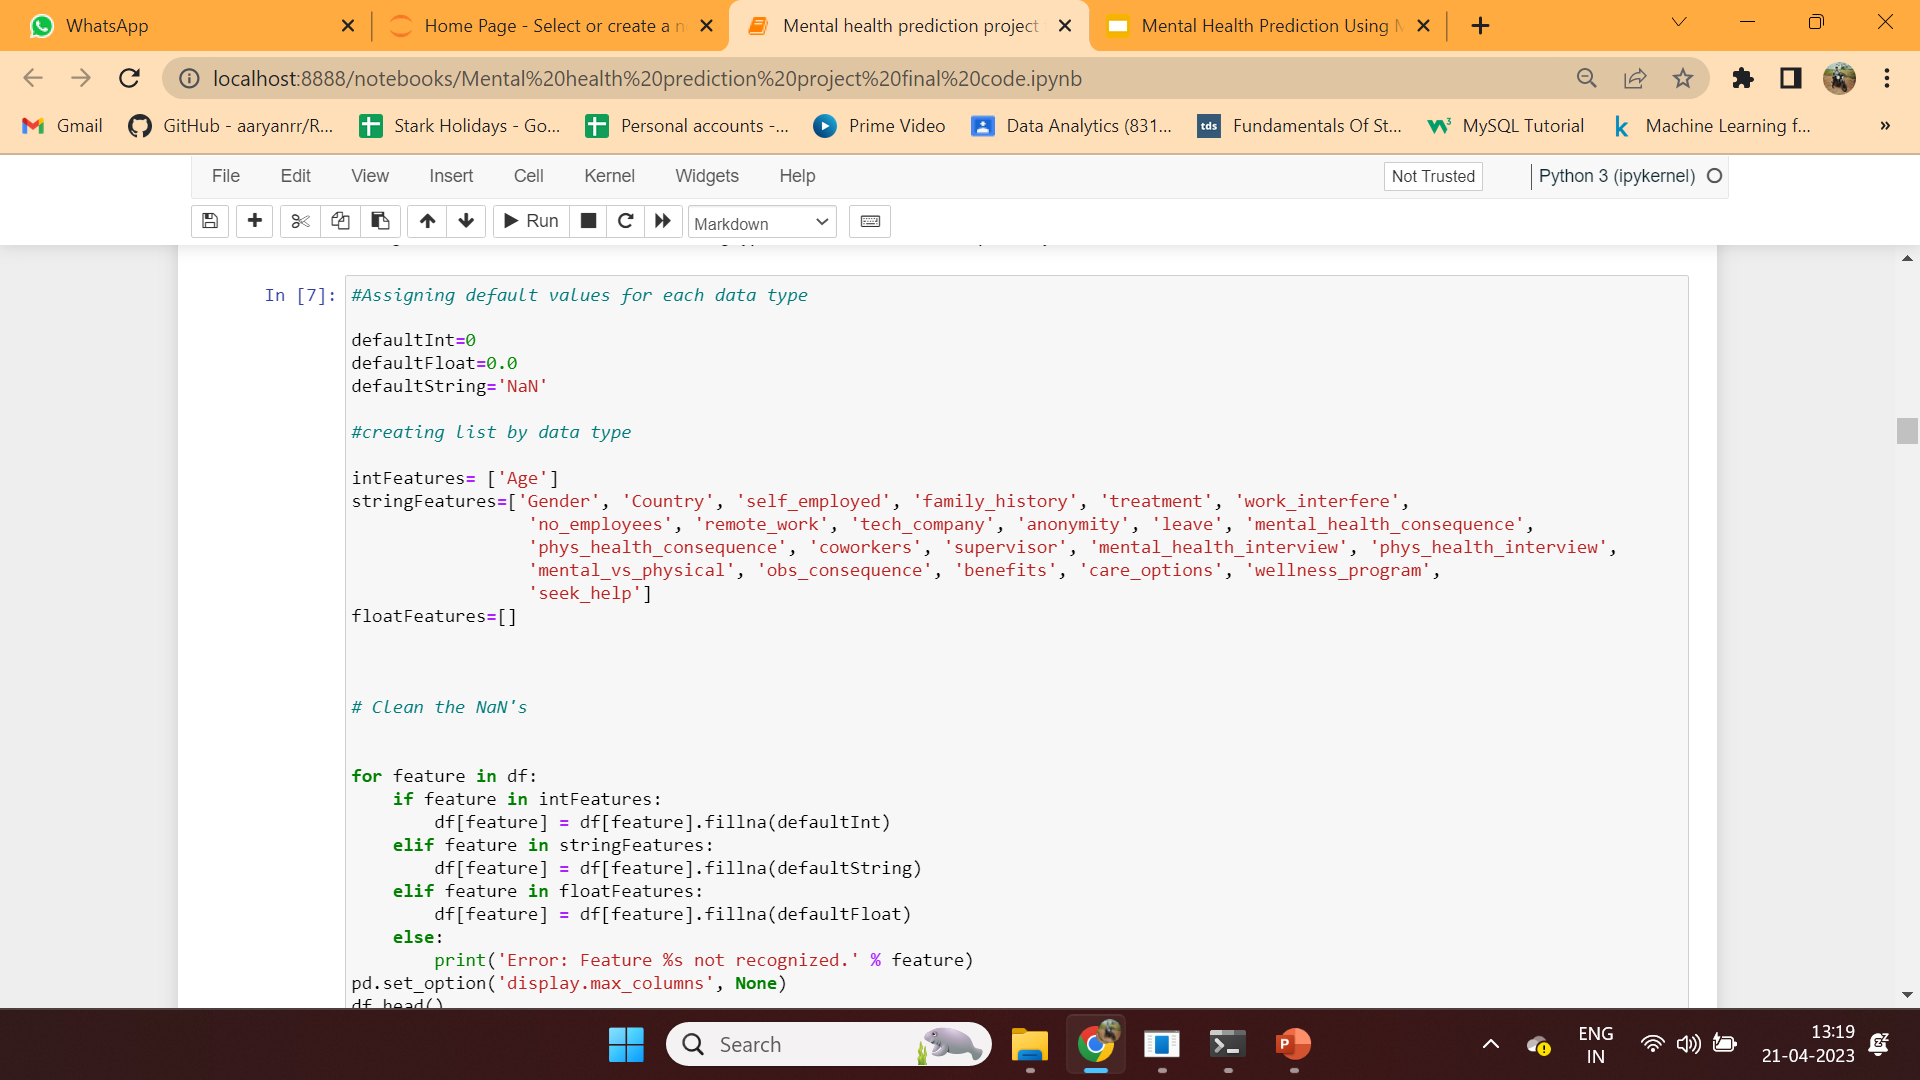 WhatsApp
Home Page - Select or create a n
Mental health prediction project
Mental Health Prediction Using M
localhost:8888/notebooks/Mental%20health%20prediction%20project%20final%20code.ipynb
Gmail
GitHub - aaryanrr/R...
Stark Holidays - Go...
Personal accounts -...
Prime Video
Data Analytics (831...
tds
Fundamentals Of St...
MySQL Tutorial
Machine Learning f...
»
File Edit View Insert Cell Kernel Widgets Help
Not Trusted
Python 3 (ipykernel)
Run
Markdown
In [7]: #Assigning default values for each data type
defaultInt=0
defaultFloat=0.0
defaultString='NaN'
#creating list by data type
intFeatures= ['Age']
stringFeatures=['Gender', 'Country', 'self_employed', 'family_history', 'treatment', 'work_interfere',
'no_employees', 'remote_work', 'tech_company', 'anonymity', 'leave', 'mental_health_consequence',
'phys_health_consequence', 'coworkers', 'supervisor', 'mental_health_interview', 'phys_health_interview',
'mental_vs_physical', 'obs_consequence', 'benefits', 'care_options', 'wellness_program',
'seek_help']
floatFeatures=[]
# Clean the NaN's
for feature in df:
if feature in intFeatures:
df[feature] = df[feature].fillna(defaultInt)
elif feature in stringFeatures:
df[feature] = df[feature].fillna(defaultString)
elif feature in floatFeatures:
df[feature] = df[feature].fillna(defaultFloat)
else:
print('Error: Feature %s not recognized.' % feature)
pd.set_option('display.max_columns', None)
df.head()
Search
P
ENG
IN
13:19
21-04-2023